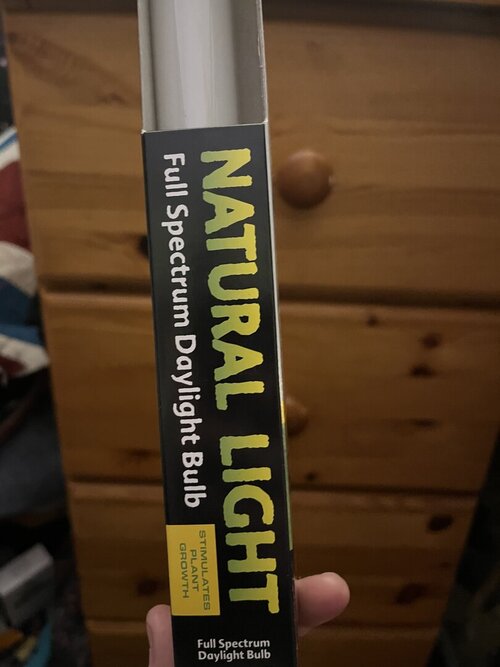 NATURAL LIGHT
Full Spectrum Daylight Bulb
STIMULATES
PLANT
GROWTH
Full Spectrum
Daylight Bulb